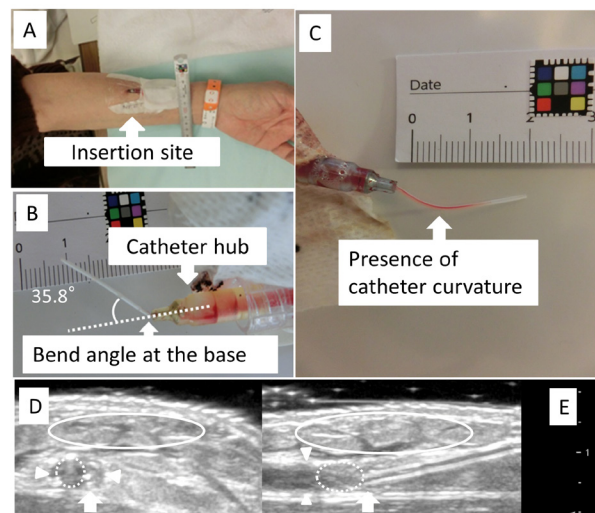 A
Insertion site
B
0 1
Catheter hub
35.8°
Bend angle at the base
C
Date
0 1 2 3
Presence of
catheter curvature
D
E
1